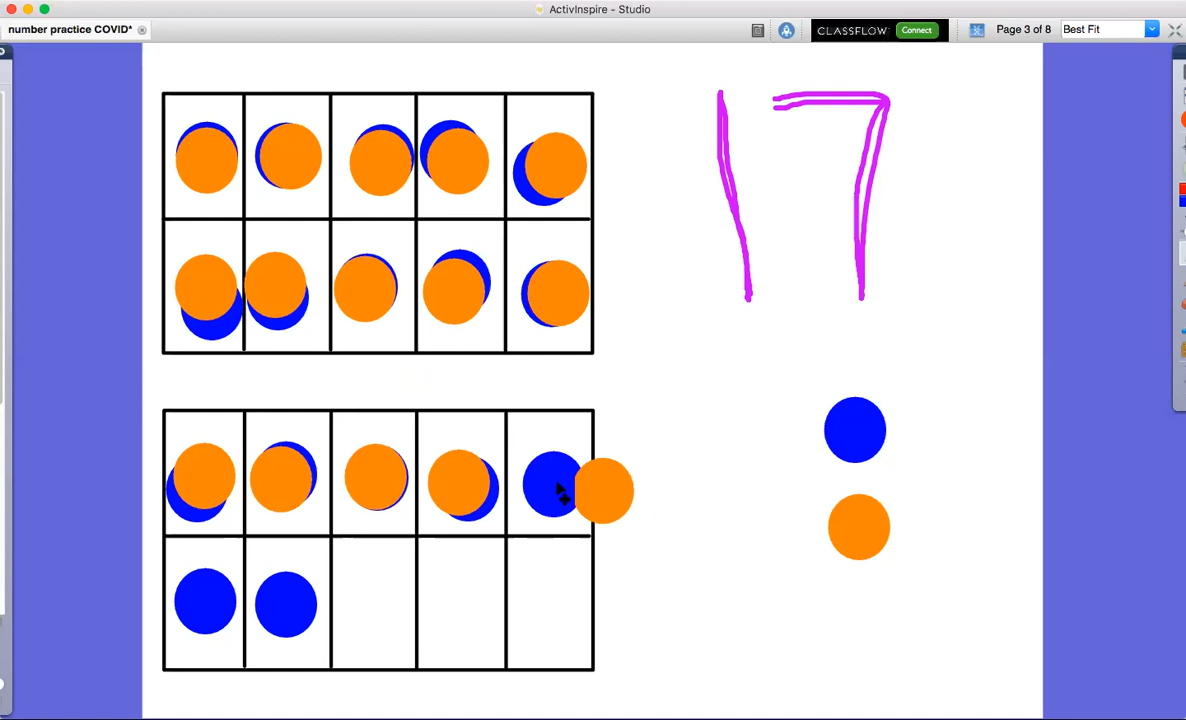 ActivInspire - Studio
number practice COVID*
CLASSFLOW Connect
Page 3 of 8
Best Fit
17